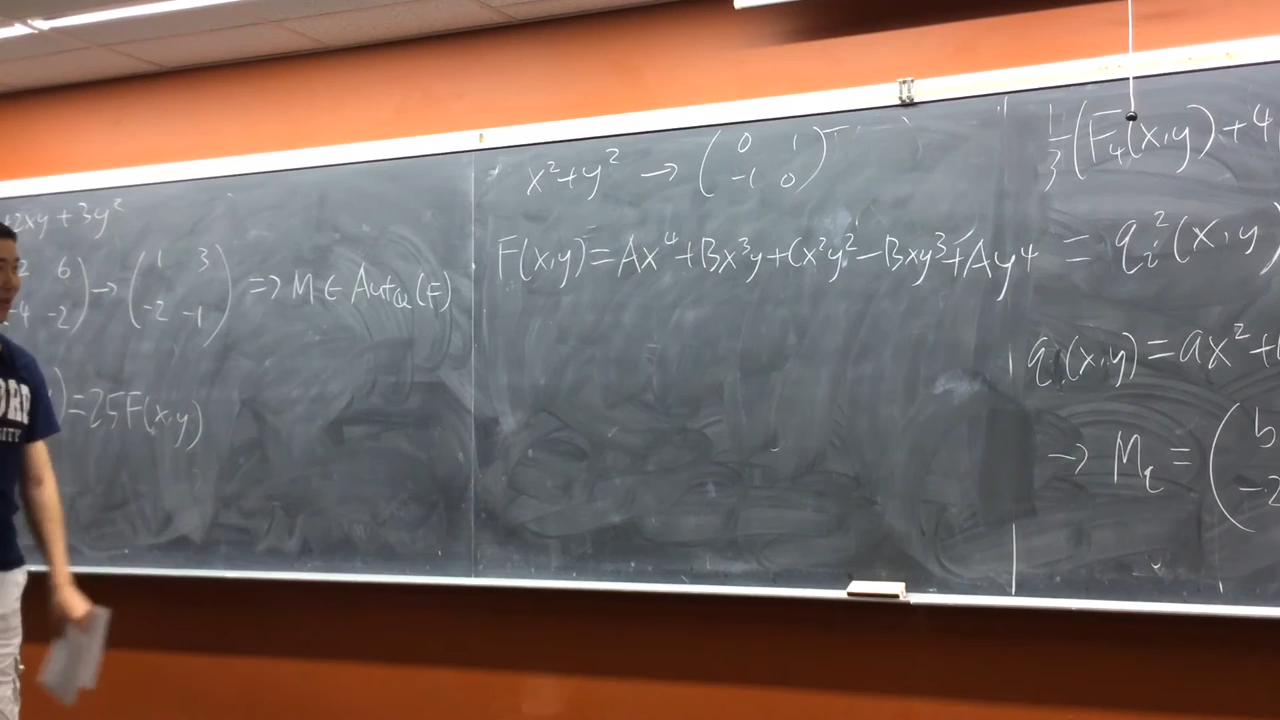 +2xy + 3y²
2 6
-4 -2) → (1 3
-2 -1) => M ∈ Aut_Q(F)
) = 25F(x,y)
x² + y² → (0 1
-1 0)
F(x,y) = Ax⁴ + Bx³y + Cx²y² - Bxy³ + Ay⁴
1/3 (F₄(x,y) + 4
= q_i²(x,y)
q_i(x,y) = ax² +
→ M_i = (b
-2